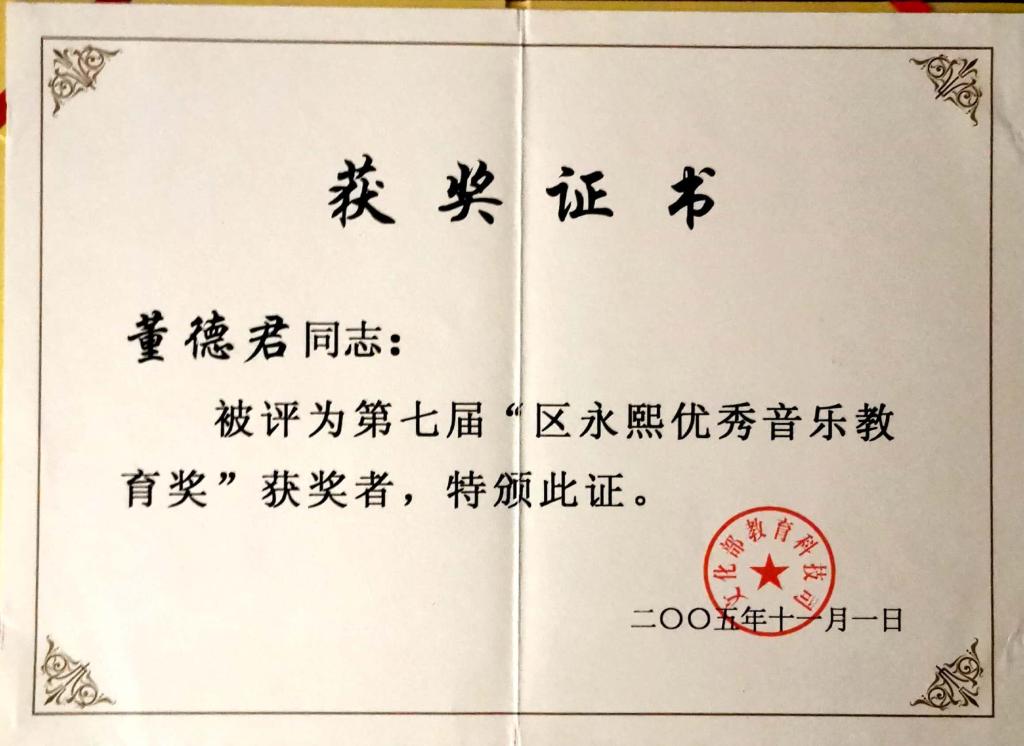 获奖证书
董德君同志：
被评为第七届“区永熙优秀音乐教
育奖”获奖者，特颁此证。
文化部教育科技司
二〇〇五年十一月一日